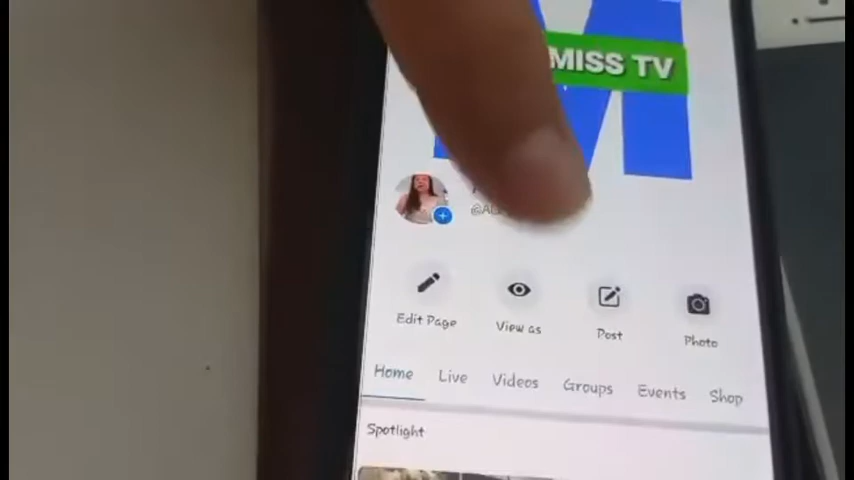 MISS TV
Edit Page
View as
Post
Photo
Home Live Videos Groups Events Shop
Spotlight